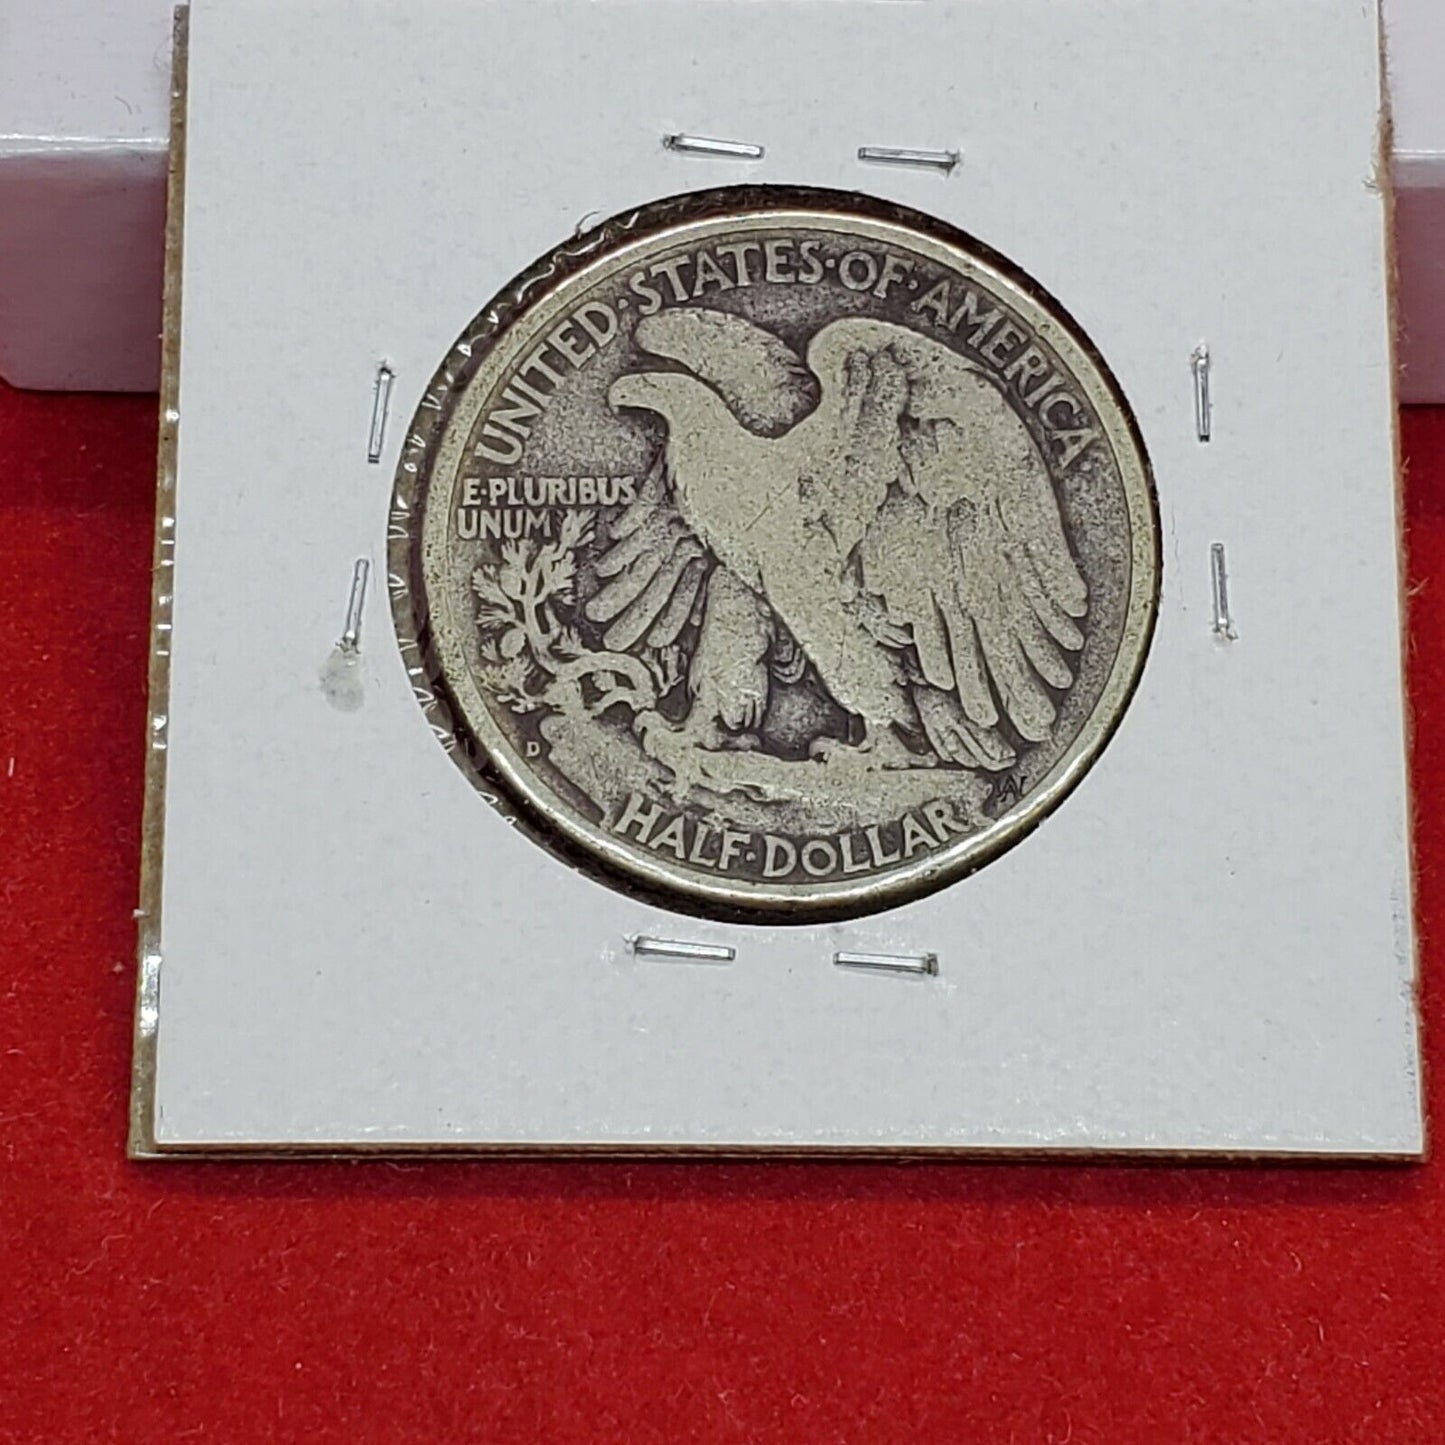 UNITED·STATES·OF·AMERICA
E·PLURIBUS
UNUM
D
AW
HALF·DOLLAR